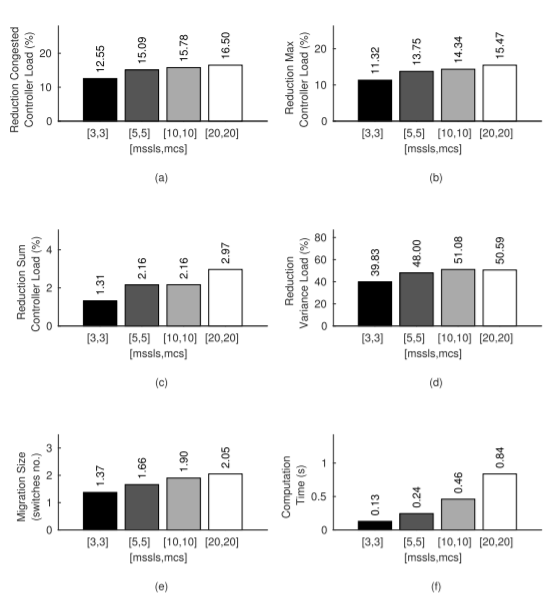 Reduction Congested
Controller Load (%)
20
10
0
12.55
15.09
15.78
16.50
[3,3]
[5,5]
[10,10]
[20,20]
[mssls,mcs]
(a)
Reduction Max
Controller Load (%)
20
10
0
11.32
13.75
14.34
15.47
[3,3]
[5,5]
[10,10]
[20,20]
[mssls,mcs]
(b)
Reduction Sum
Controller Load (%)
4
2
0
1.31
2.16
2.16
2.97
[3,3]
[5,5]
[10,10]
[20,20]
[mssls,mcs]
(c)
Reduction
Variance Load (%)
80
60
40
20
0
39.83
48.00
51.08
50.59
[3,3]
[5,5]
[10,10]
[20,20]
[mssls,mcs]
(d)
Migration Size
(switches no.)
3
2
1
0
1.37
1.66
1.90
2.05
[3,3]
[5,5]
[10,10]
[20,20]
[mssls,mcs]
(e)
Computation
Time (s)
1
0.5
0
0.13
0.24
0.46
0.84
[3,3]
[5,5]
[10,10]
[20,20]
[mssls,mcs]
(f)